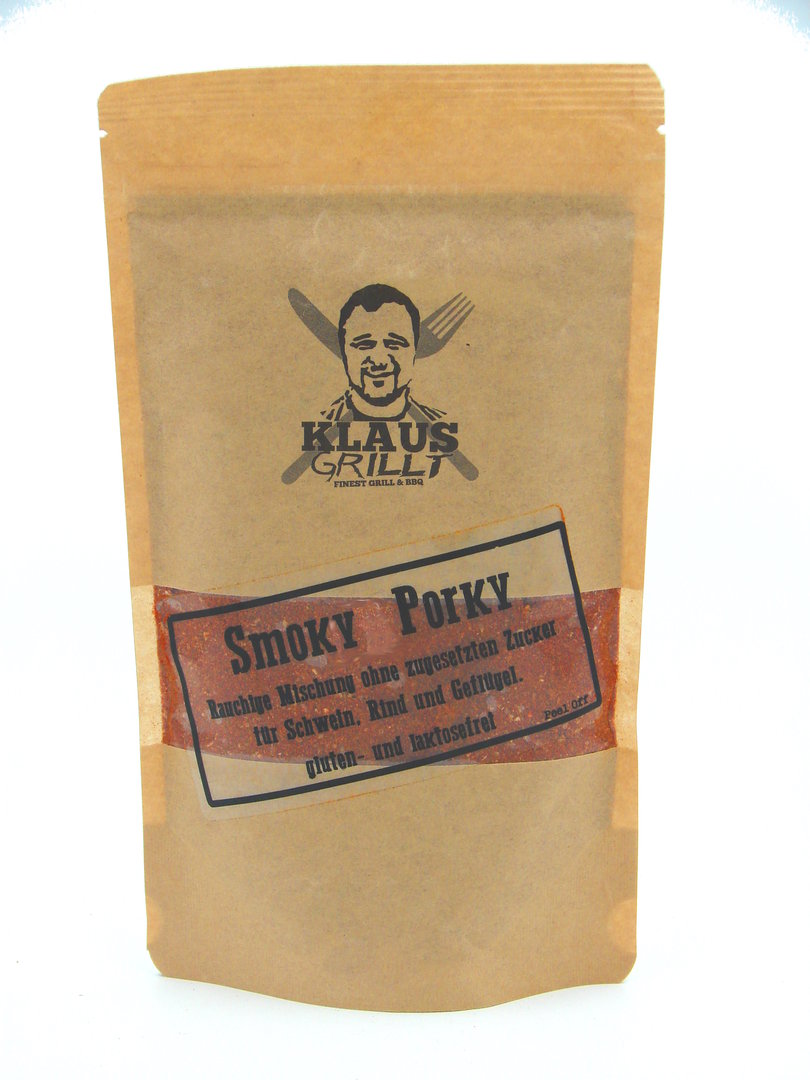 KLAUS
GRILLT
FINEST GRILL & BBQ
Smoky Porky
Rauchige Mischung ohne zugesetzten Zucker
für Schwein, Rind und Geflügel.
gluten- und laktosefrei
Peel Off